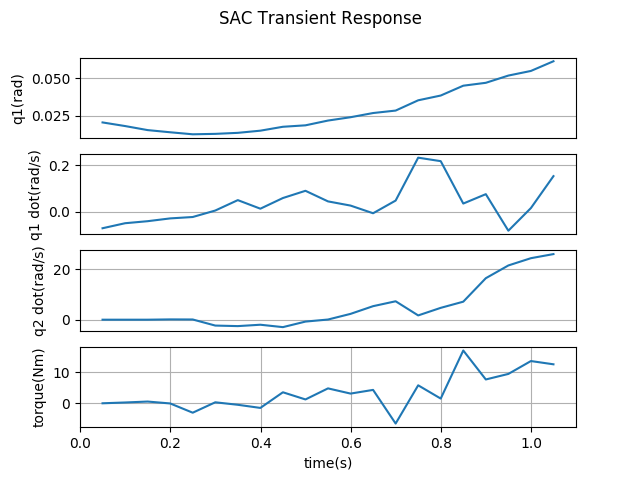 SAC Transient Response
q1(rad)
0.050
0.025
q1 dot(rad/s)
0.2
0.0
q2 dot(rad/s)
20
0
torque(Nm)
10
0
0.0 0.2 0.4 0.6 0.8 1.0
time(s)